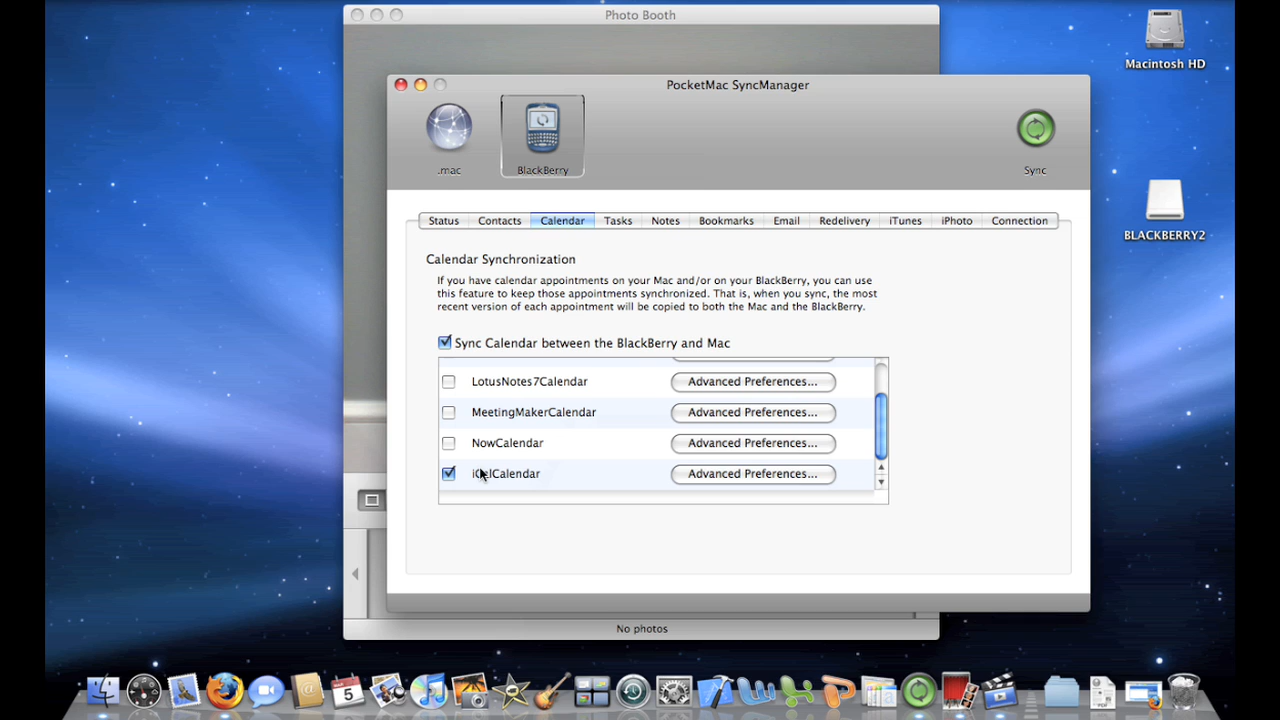 Photo Booth
Macintosh HD
PocketMac SyncManager
.mac
BlackBerry
Sync
BLACKBERRY2
Status
Contacts
Calendar
Tasks
Notes
Bookmarks
Email
Redelivery
iTunes
iPhoto
Connection
Calendar Synchronization
If you have calendar appointments on your Mac and/or on your BlackBerry, you can use
this feature to keep those appointments synchronized. That is, when you sync, the most
recent version of each appointment will be copied to both the Mac and the BlackBerry.
Sync Calendar between the BlackBerry and Mac
LotusNotes7Calendar
Advanced Preferences...
MeetingMakerCalendar
Advanced Preferences...
NowCalendar
Advanced Preferences...
iCalCalendar
Advanced Preferences...
No photos
5